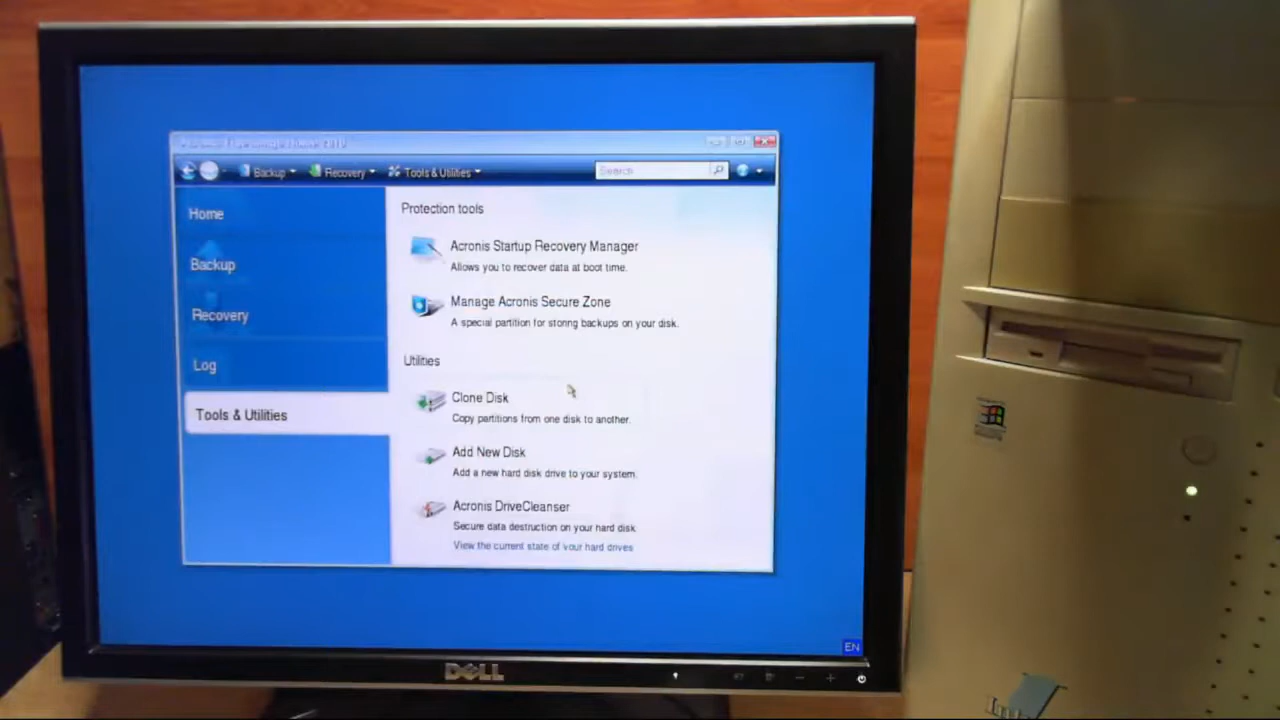 Backup
Recovery
Tools & Utilities
Search
Home
Backup
Recovery
Log
Tools & Utilities
Protection tools
Acronis Startup Recovery Manager
Allows you to recover data at boot time.
Manage Acronis Secure Zone
A special partition for storing backups on your disk.
Utilities
Clone Disk
Copy partitions from one disk to another.
Add New Disk
Add a new hard disk drive to your system.
Acronis DriveCleanser
Secure data destruction on your hard disk
View the current state of your hard drives
EN
DELL